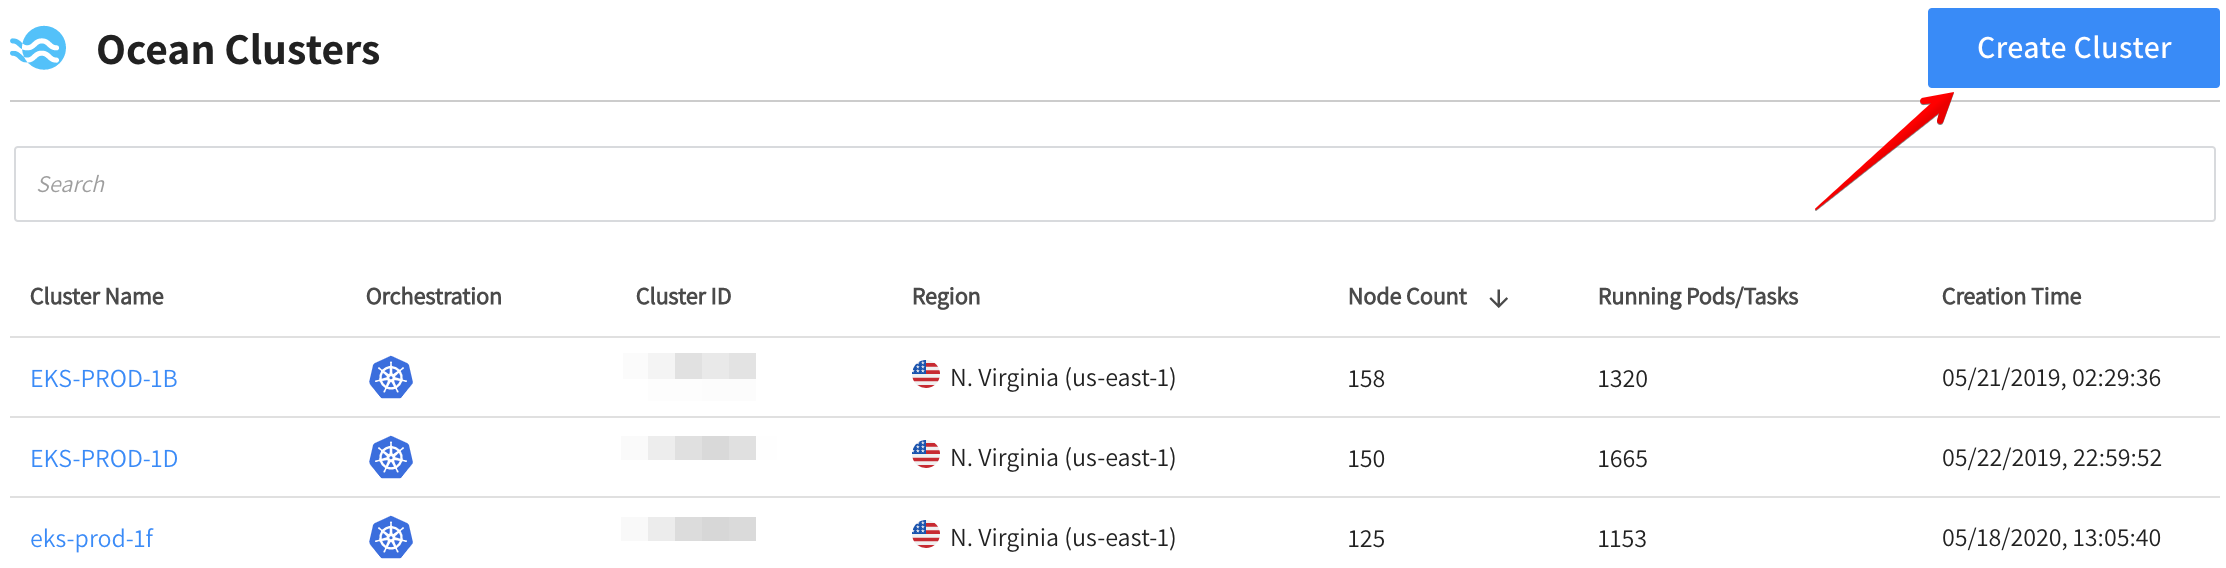 Ocean Clusters
Create Cluster
Search
Cluster Name Orchestration Cluster ID Region Node Count Running Pods/Tasks Creation Time
EKS-PROD-1B N. Virginia (us-east-1) 158 1320 05/21/2019, 02:29:36
EKS-PROD-1D N. Virginia (us-east-1) 150 1665 05/22/2019, 22:59:52
eks-prod-1f N. Virginia (us-east-1) 125 1153 05/18/2020, 13:05:40